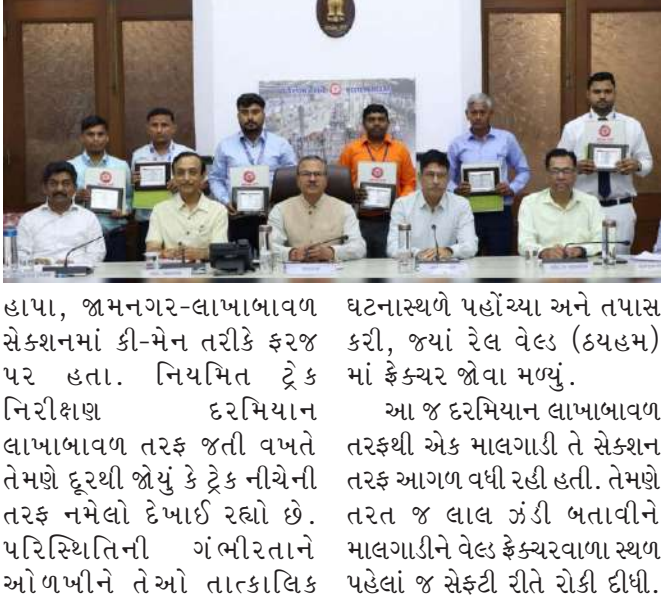 હાપા, જામનગર-લાખાબાવળ
સેક્શનમાં કી-મેન તરીકે ફરજ
પર હતા. નિયમિત ટ્રેક
નિરીક્ષણ દરમિયાન
લાખાબાવળ તરફ જતી વખતે
તેમણે દૂરથી જોયું કે ટ્રેક નીચેની
તરફ નમેલો દેખાઈ રહ્યો છે.
પરિસ્થિતિની ગંભીરતાને
ઓળખીને તેઓ તાત્કાલિક
ઘટનાસ્થળે પહોંચ્યા અને તપાસ
કરી, જયાં રેલ વેલ્ડ (ઠયહમ)
માં ફ્રેક્ચર જોવા મળ્યું.
આ જ દરમિયાન લાખાબાવળ
તરફથી એક માલગાડી તે સેક્શન
તરફ આગળ વધી રહી હતી. તેમણે
તરત જ લાલ ઝંડી બતાવીને
માલગાડીને વેલ્ડ ફ્રેક્ચરવાળા સ્થળ
પહેલાં જ સેફ્ટી રીતે રોકી દીધી.